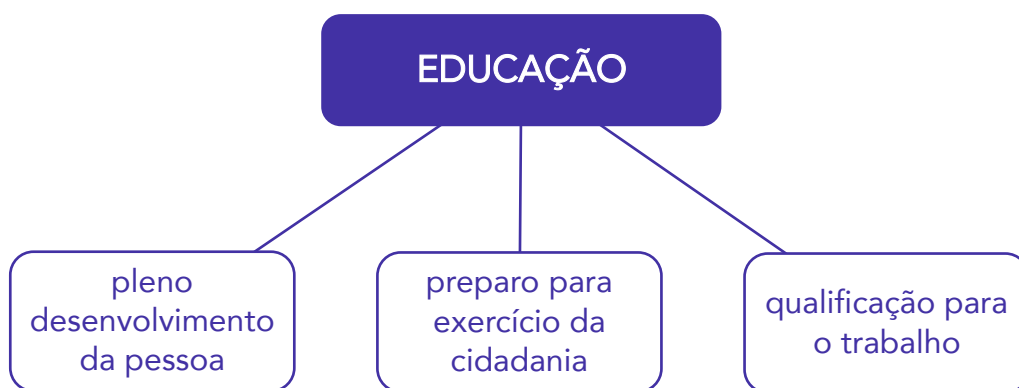 EDUCAÇÃO
pleno
desenvolvimento
da pessoa
preparo para
exercício da
cidadania
qualificação para
o trabalho